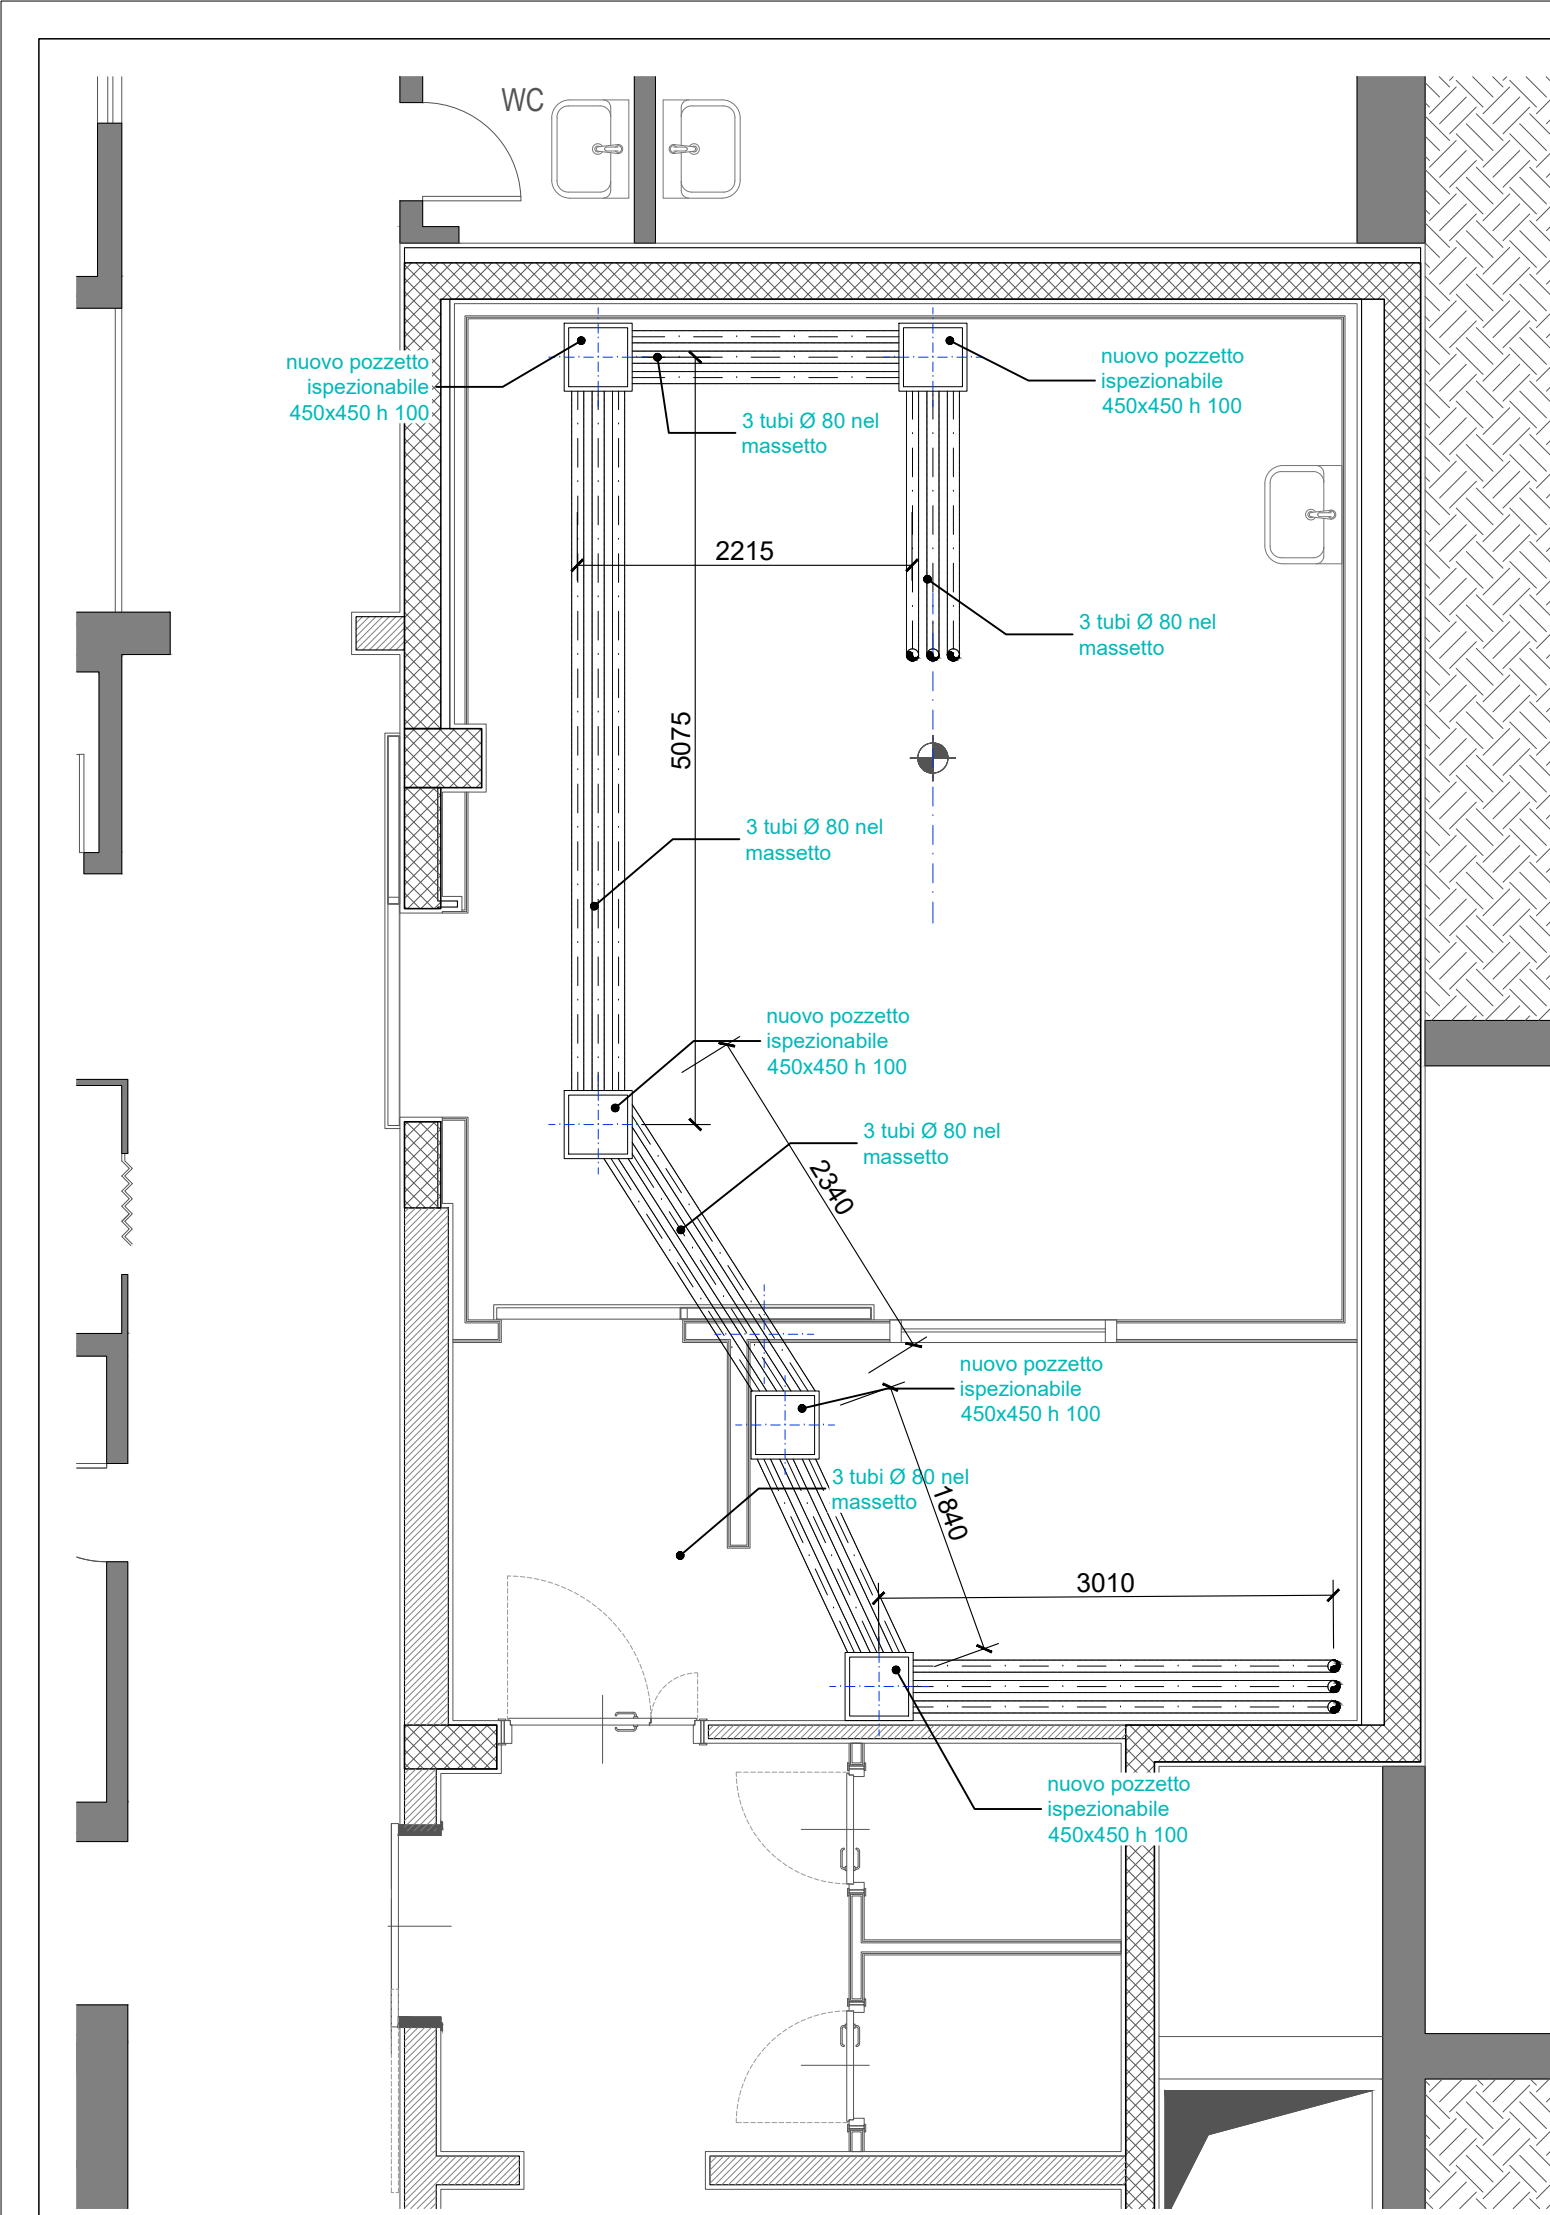 WC
nuovo pozzetto
ispezionabile
450x450 h 100
nuovo pozzetto
ispezionabile
450x450 h 100
3 tubi Ø 80 nel
massetto
2215
3 tubi Ø 80 nel
massetto
5075
3 tubi Ø 80 nel
massetto
nuovo pozzetto
ispezionabile
450x450 h 100
3 tubi Ø 80 nel
massetto
2340
nuovo pozzetto
ispezionabile
450x450 h 100
3 tubi Ø 80 nel
massetto
1840
3010
nuovo pozzetto
ispezionabile
450x450 h 100